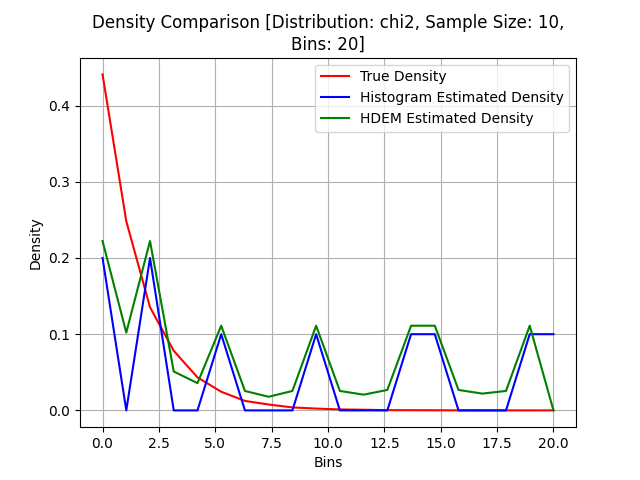 Density Comparison [Distribution: chi2, Sample Size: 10,
Bins: 20]
True Density
Histogram Estimated Density
HDEM Estimated Density
Density
0.4
0.3
0.2
0.1
0.0
0.0 2.5 5.0 7.5 10.0 12.5 15.0 17.5 20.0
Bins